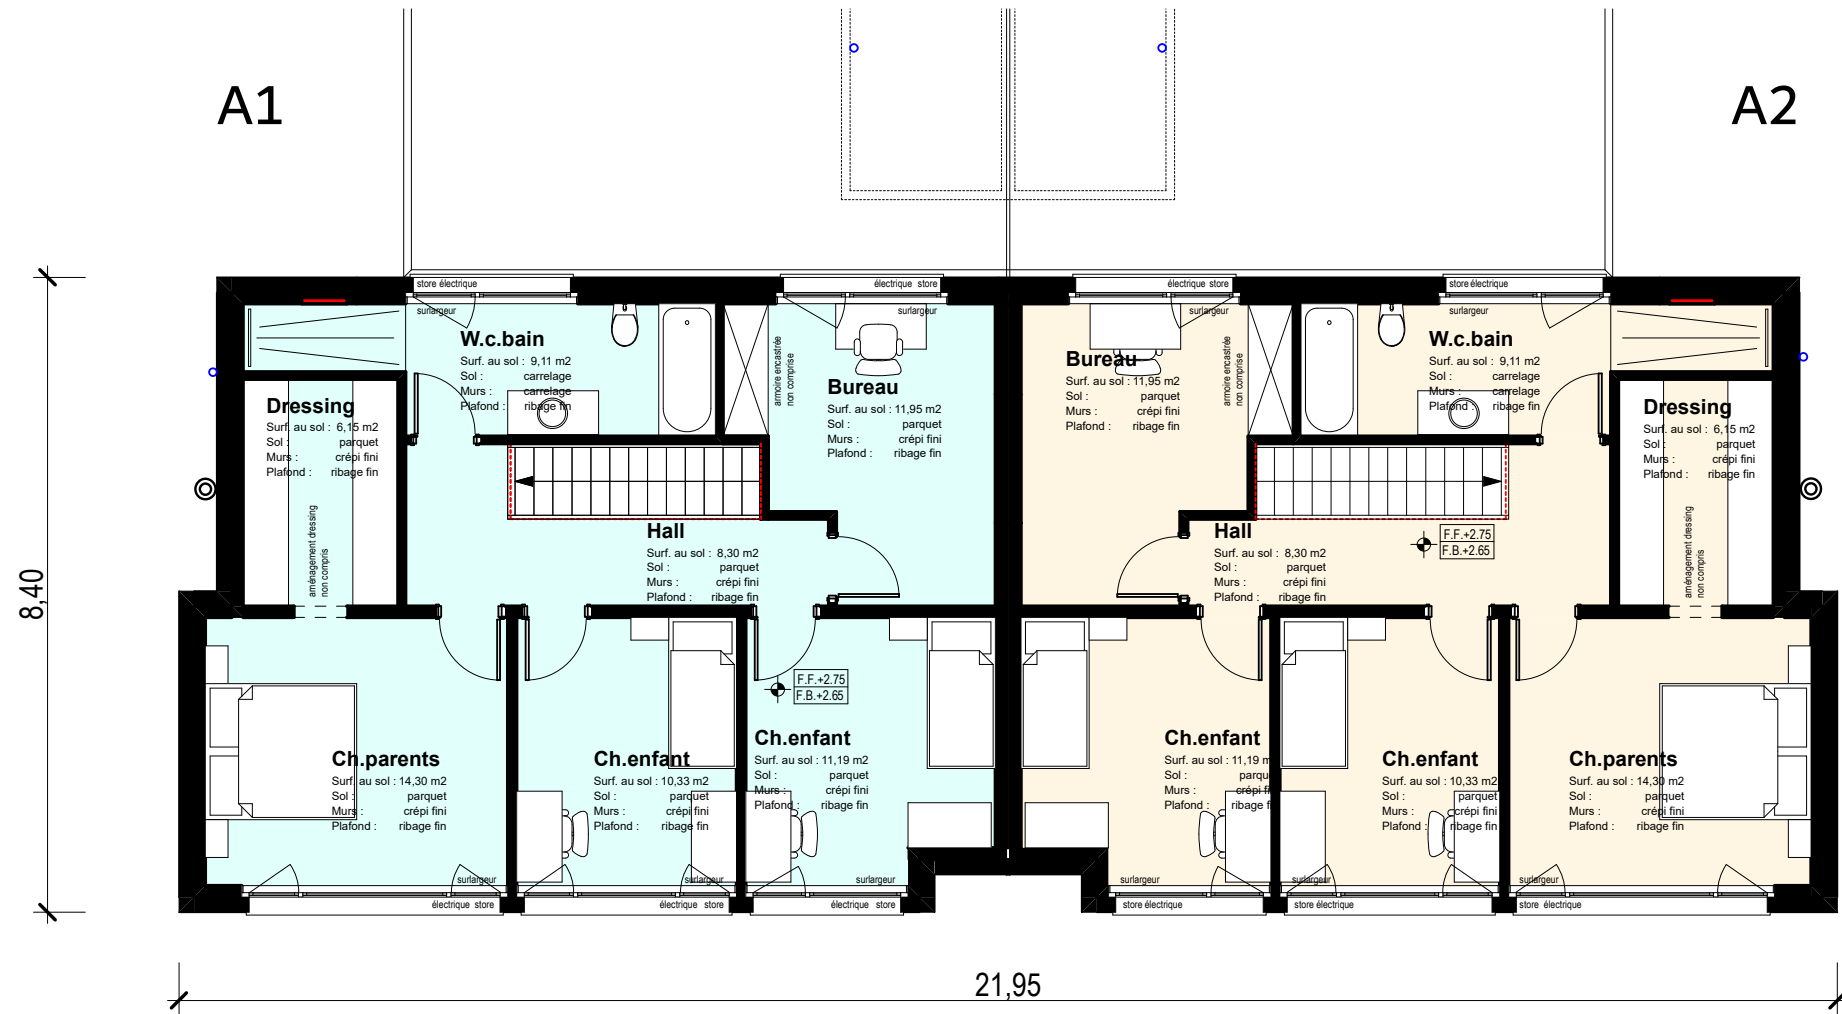 A1
A2
store électrique
électrique store
électrique store
store électrique
surlargeur
surlargeur
surlargeur
surlargeur
W.c.bain
Surf. au sol : 9,11 m2
Sol : carrelage
Murs : carrelage
Plafond : ribage fin
armoire encastrée
non comprise
Bureau
Surf. au sol : 11,95 m2
Sol : parquet
Murs : crépi fini
Plafond : ribage fin
Bureau
Surf. au sol : 11,95 m2
Sol : parquet
Murs : crépi fini
Plafond : ribage fin
armoire encastrée
non comprise
W.c.bain
Surf. au sol : 9,11 m2
Sol : carrelage
Murs : carrelage
Plafond : ribage fin
Dressing
Surf. au sol : 6,15 m2
Sol : parquet
Murs : crépi fini
Plafond : ribage fin
aménagement dressing
non compris
Dressing
Surf. au sol : 6,15 m2
Sol : parquet
Murs : crépi fini
Plafond : ribage fin
aménagement dressing
non compris
Hall
Surf. au sol : 8,30 m2
Sol : parquet
Murs : crépi fini
Plafond : ribage fin
Hall
Surf. au sol : 8,30 m2
Sol : parquet
Murs : crépi fini
Plafond : ribage fin
F.F.+2.75
F.B.+2.65
8,40
F.F.+2.75
F.B.+2.65
Ch.parents
Surf. au sol : 14,30 m2
Sol : parquet
Murs : crépi fini
Plafond : ribage fin
Ch.enfant
Surf. au sol : 10,33 m2
Sol : parquet
Murs : crépi fini
Plafond : ribage fin
Ch.enfant
Surf. au sol : 11,19 m2
Sol : parquet
Murs : crépi fini
Plafond : ribage fin
Ch.enfant
Surf. au sol : 11,19 m
Sol : parqu
Murs : crépi fi
Plafond : ribage f
Ch.enfant
Surf. au sol : 10,33 m2
Sol : parquet
Murs : crépi fini
Plafond : ribage fin
Ch.parents
Surf. au sol : 14,30 m2
Sol : parquet
Murs : crépi fini
Plafond : ribage fin
surlargeur
surlargeur
surlargeur
surlargeur
surlargeur
surlargeur
électrique store
électrique store
électrique store
store électrique
store électrique
store électrique
21,95